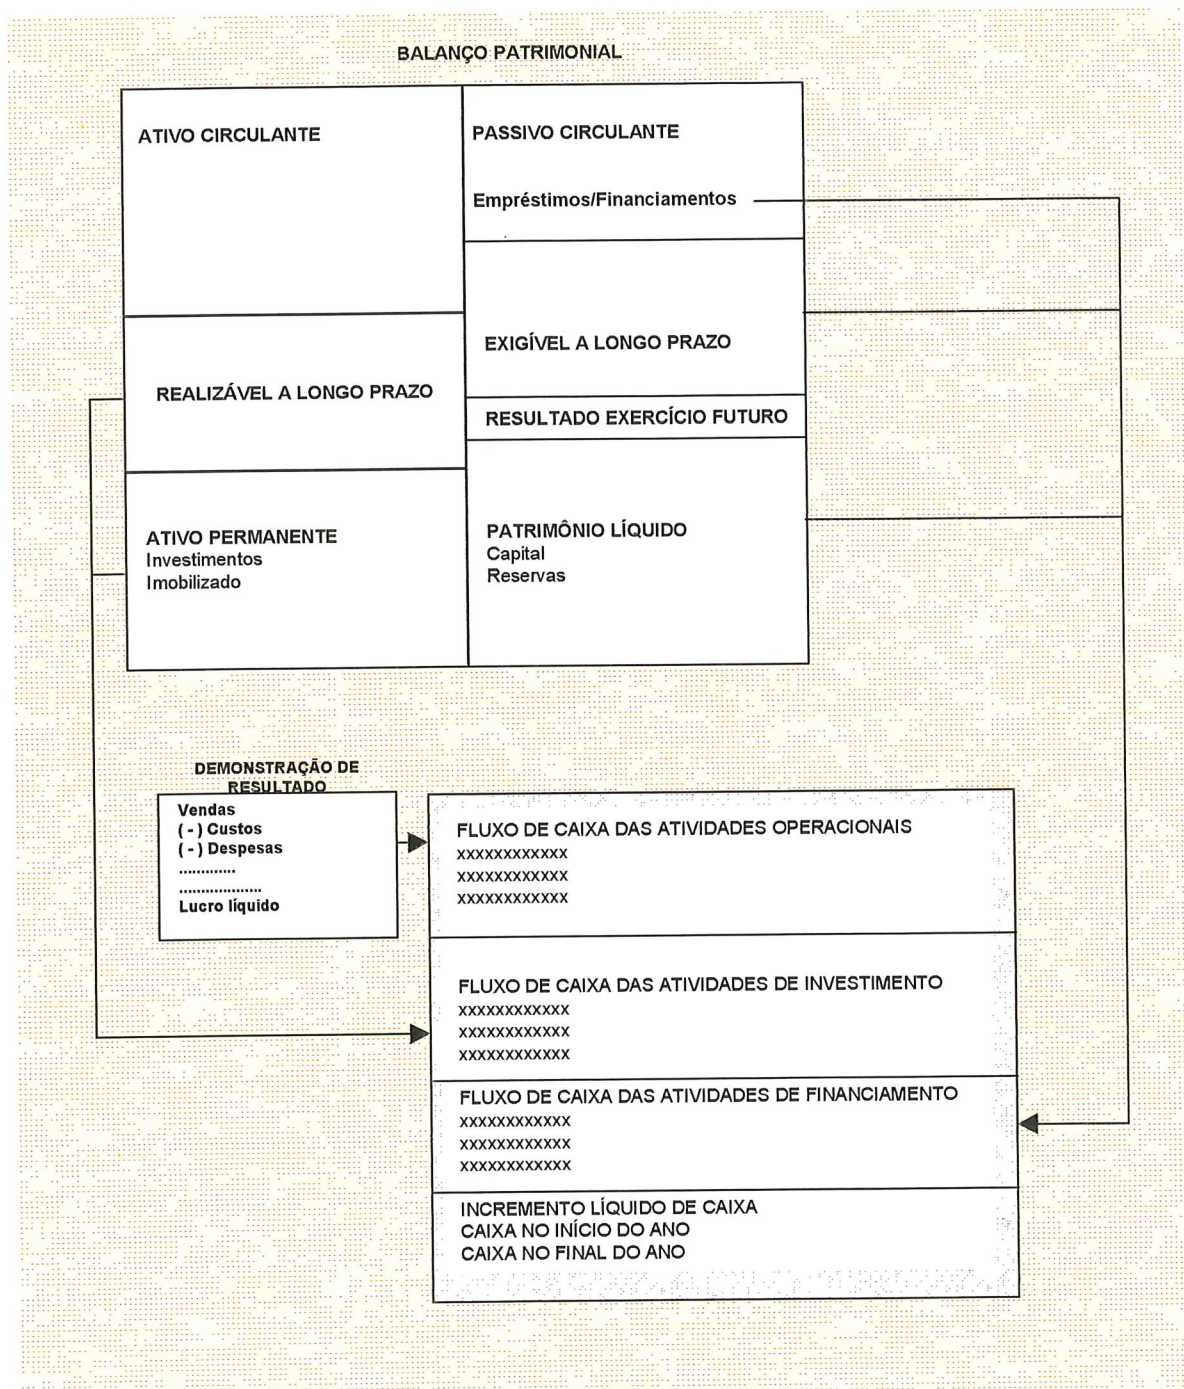 BALANÇO PATRIMONIAL
ATIVO CIRCULANTE
REALIZÁVEL A LONGO PRAZO
ATIVO PERMANENTE
Investimentos
Imobilizado
PASSIVO CIRCULANTE
Empréstimos/Financiamentos
EXIGÍVEL A LONGO PRAZO
RESULTADO EXERCÍCIO FUTURO
PATRIMÔNIO LÍQUIDO
Capital
Reservas
DEMONSTRAÇÃO DE
RESULTADO
Vendas
( - ) Custos
( - ) Despesas
.............
...................
Lucro líquido
FLUXO DE CAIXA DAS ATIVIDADES OPERACIONAIS
xxxxxxxxxxxx
xxxxxxxxxxxx
xxxxxxxxxxxx
FLUXO DE CAIXA DAS ATIVIDADES DE INVESTIMENTO
xxxxxxxxxxxx
xxxxxxxxxxxx
xxxxxxxxxxxx
FLUXO DE CAIXA DAS ATIVIDADES DE FINANCIAMENTO
xxxxxxxxxxxx
xxxxxxxxxxxx
xxxxxxxxxxxx
INCREMENTO LÍQUIDO DE CAIXA
CAIXA NO INÍCIO DO ANO
CAIXA NO FINAL DO ANO